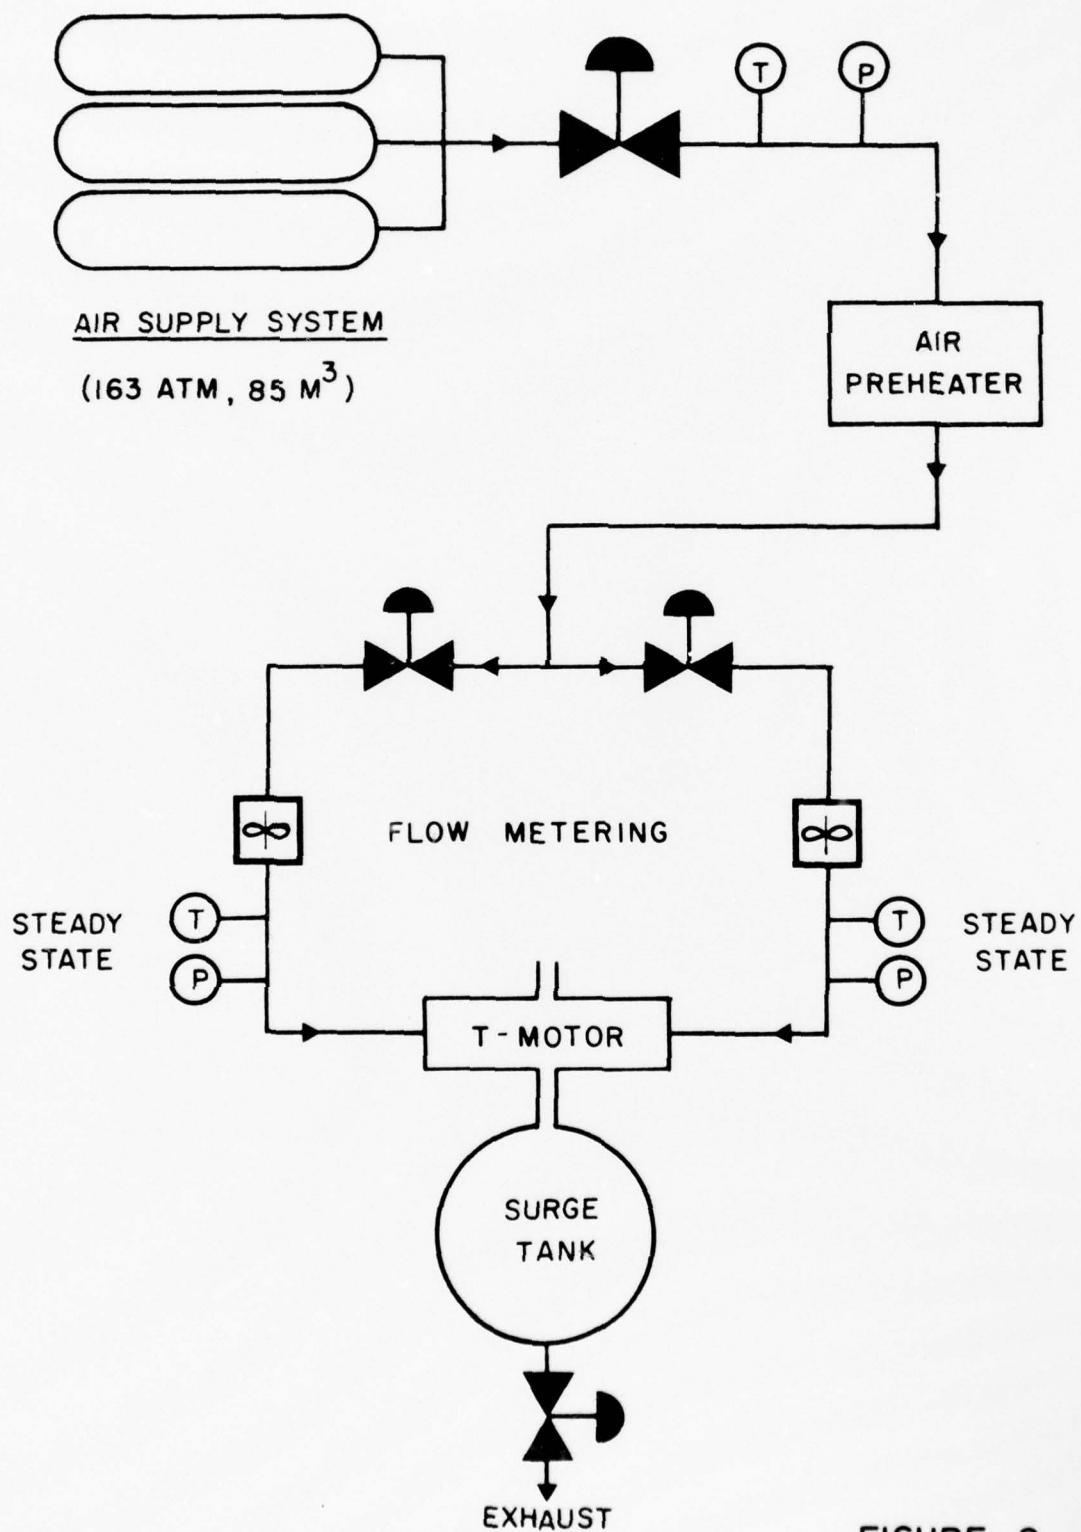 T P
AIR SUPPLY SYSTEM
(163 ATM, 85 M³)
AIR
PREHEATER
FLOW METERING
STEADY
STATE
T
P
T
P
STEADY
STATE
T-MOTOR
SURGE
TANK
EXHAUST